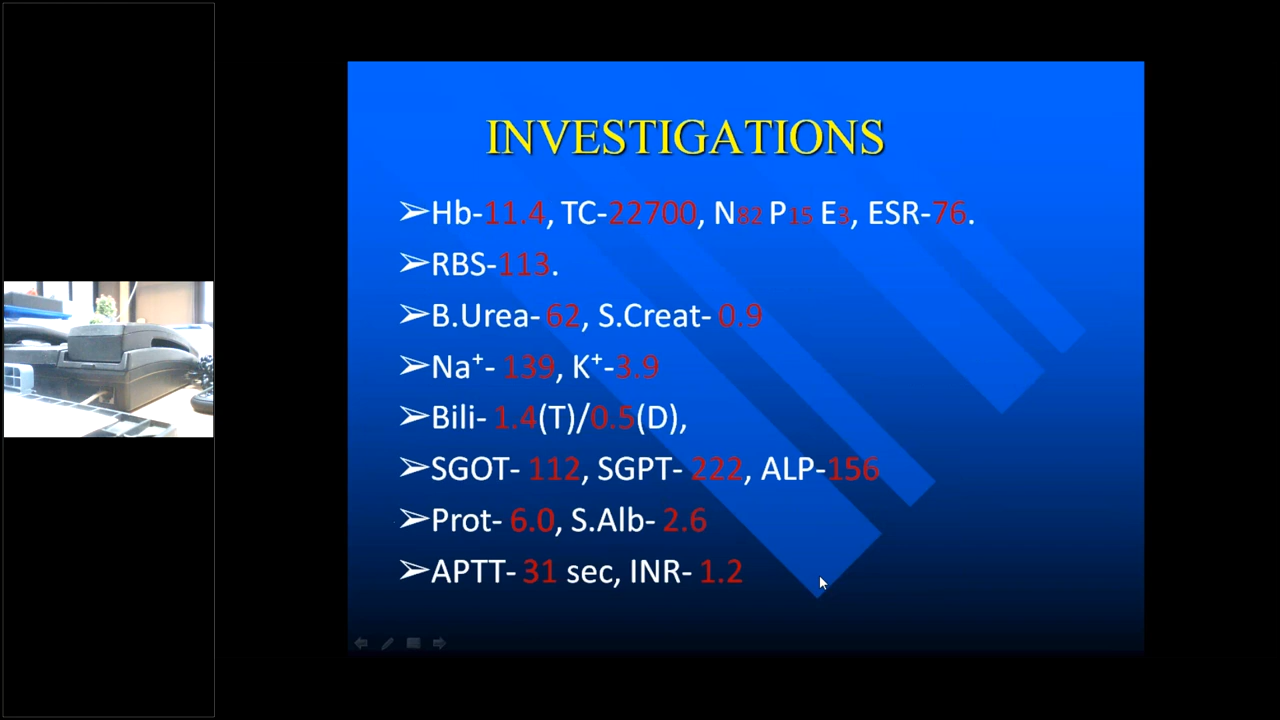 INVESTIGATIONS
➢Hb-11.4, TC-22700, N82 P15 E3, ESR-76.
➢RBS-113.
➢B.Urea- 62, S.Creat- 0.9
➢Na⁺- 139, K⁺-3.9
➢Bili- 1.4(T)/0.5(D),
➢SGOT- 112, SGPT- 222, ALP-156
➢Prot- 6.0, S.Alb- 2.6
➢APTT- 31 sec, INR- 1.2